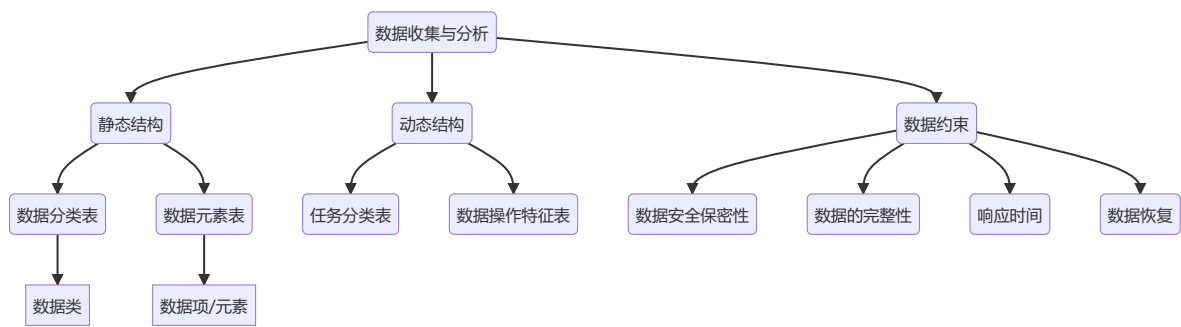 数据收集与分析
静态结构
动态结构
数据约束
数据分类表
数据元素表
任务分类表
数据操作特征表
数据安全保密性
数据的完整性
响应时间
数据恢复
数据类
数据项/元素